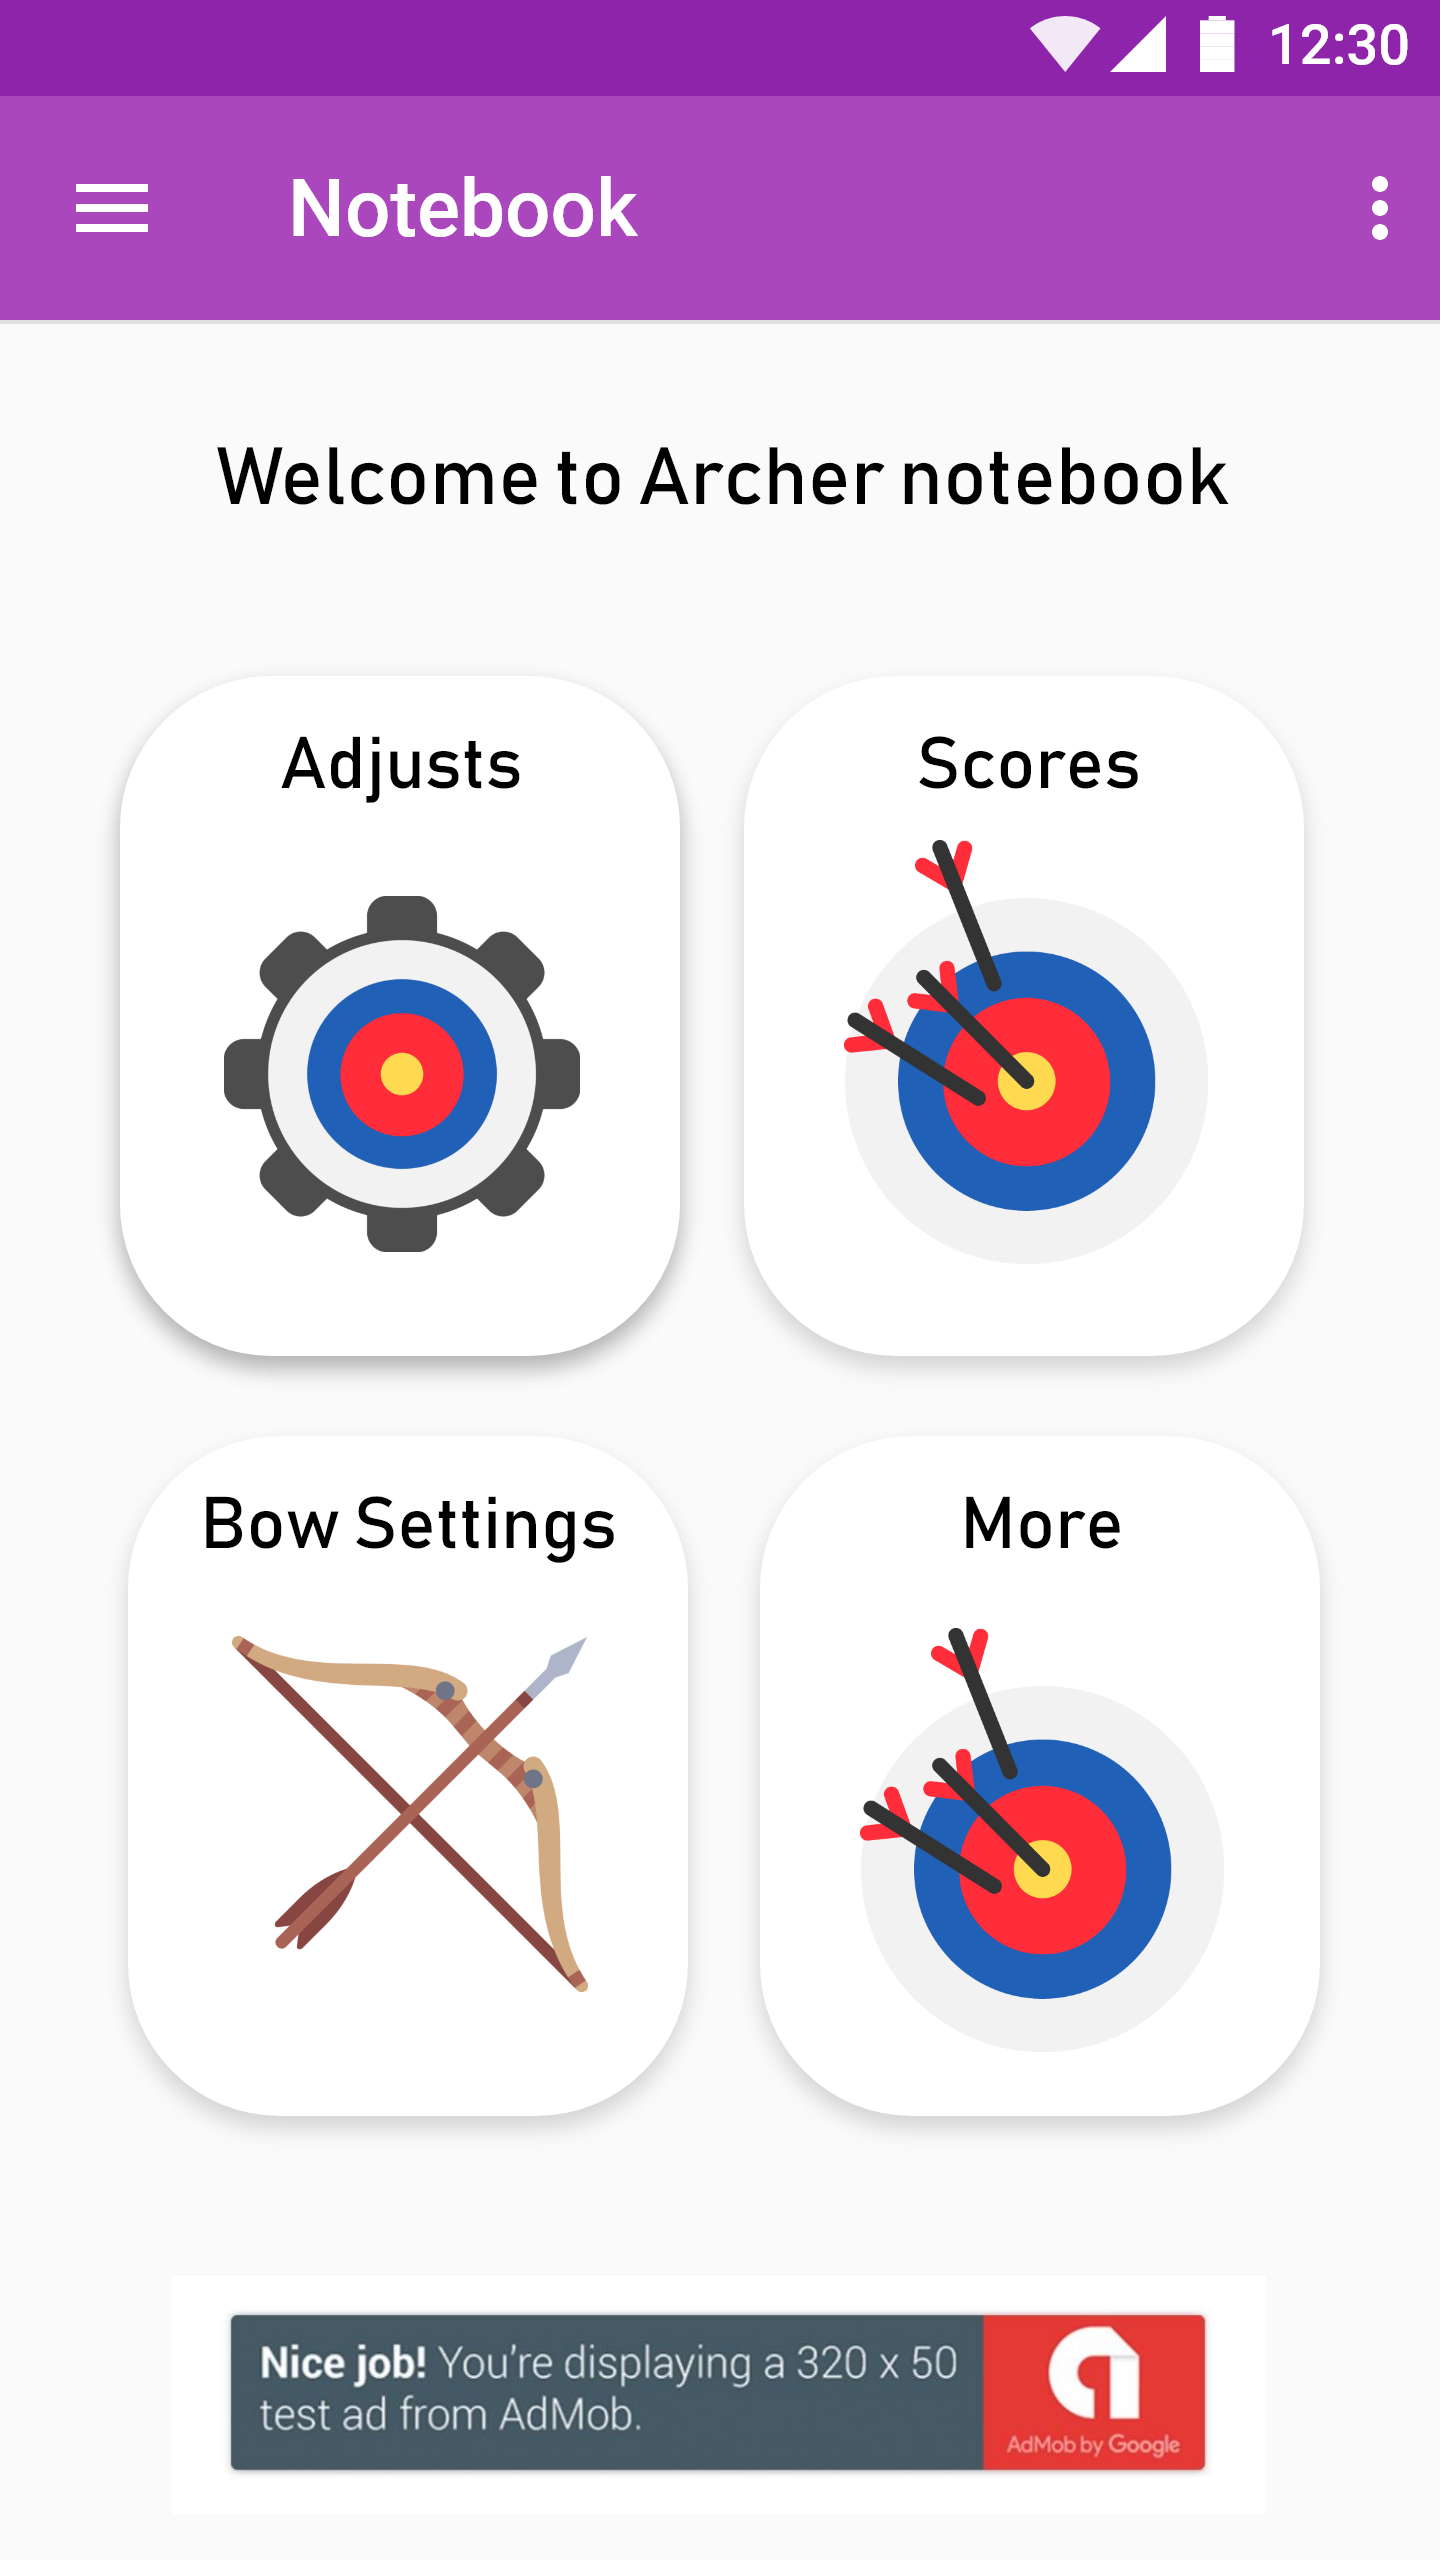 12:30
Notebook
Welcome to Archer notebook
Adjusts
Scores
Bow Settings
More
Nice job! You're displaying a 320 x 50
test ad from AdMob.
AdMob by Google